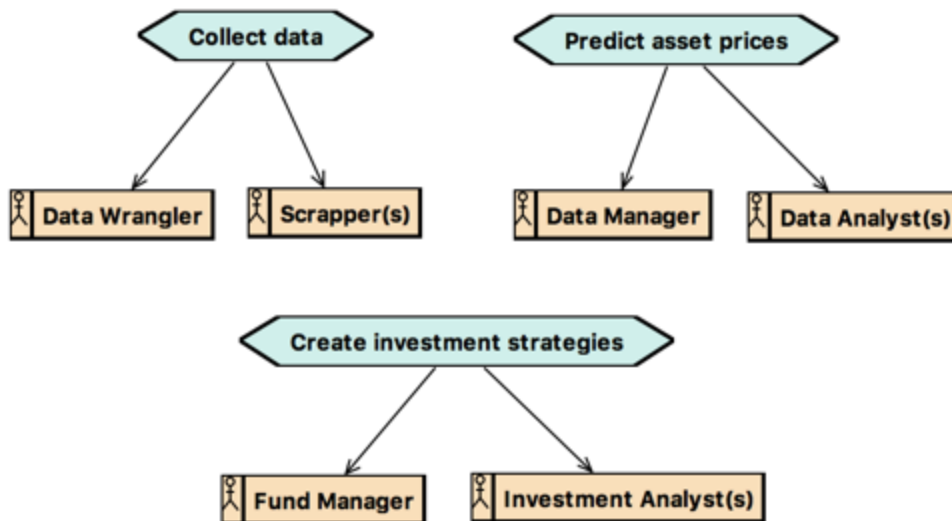 Collect data
Predict asset prices
Data Wrangler
Scrapper(s)
Data Manager
Data Analyst(s)
Create investment strategies
Fund Manager
Investment Analyst(s)